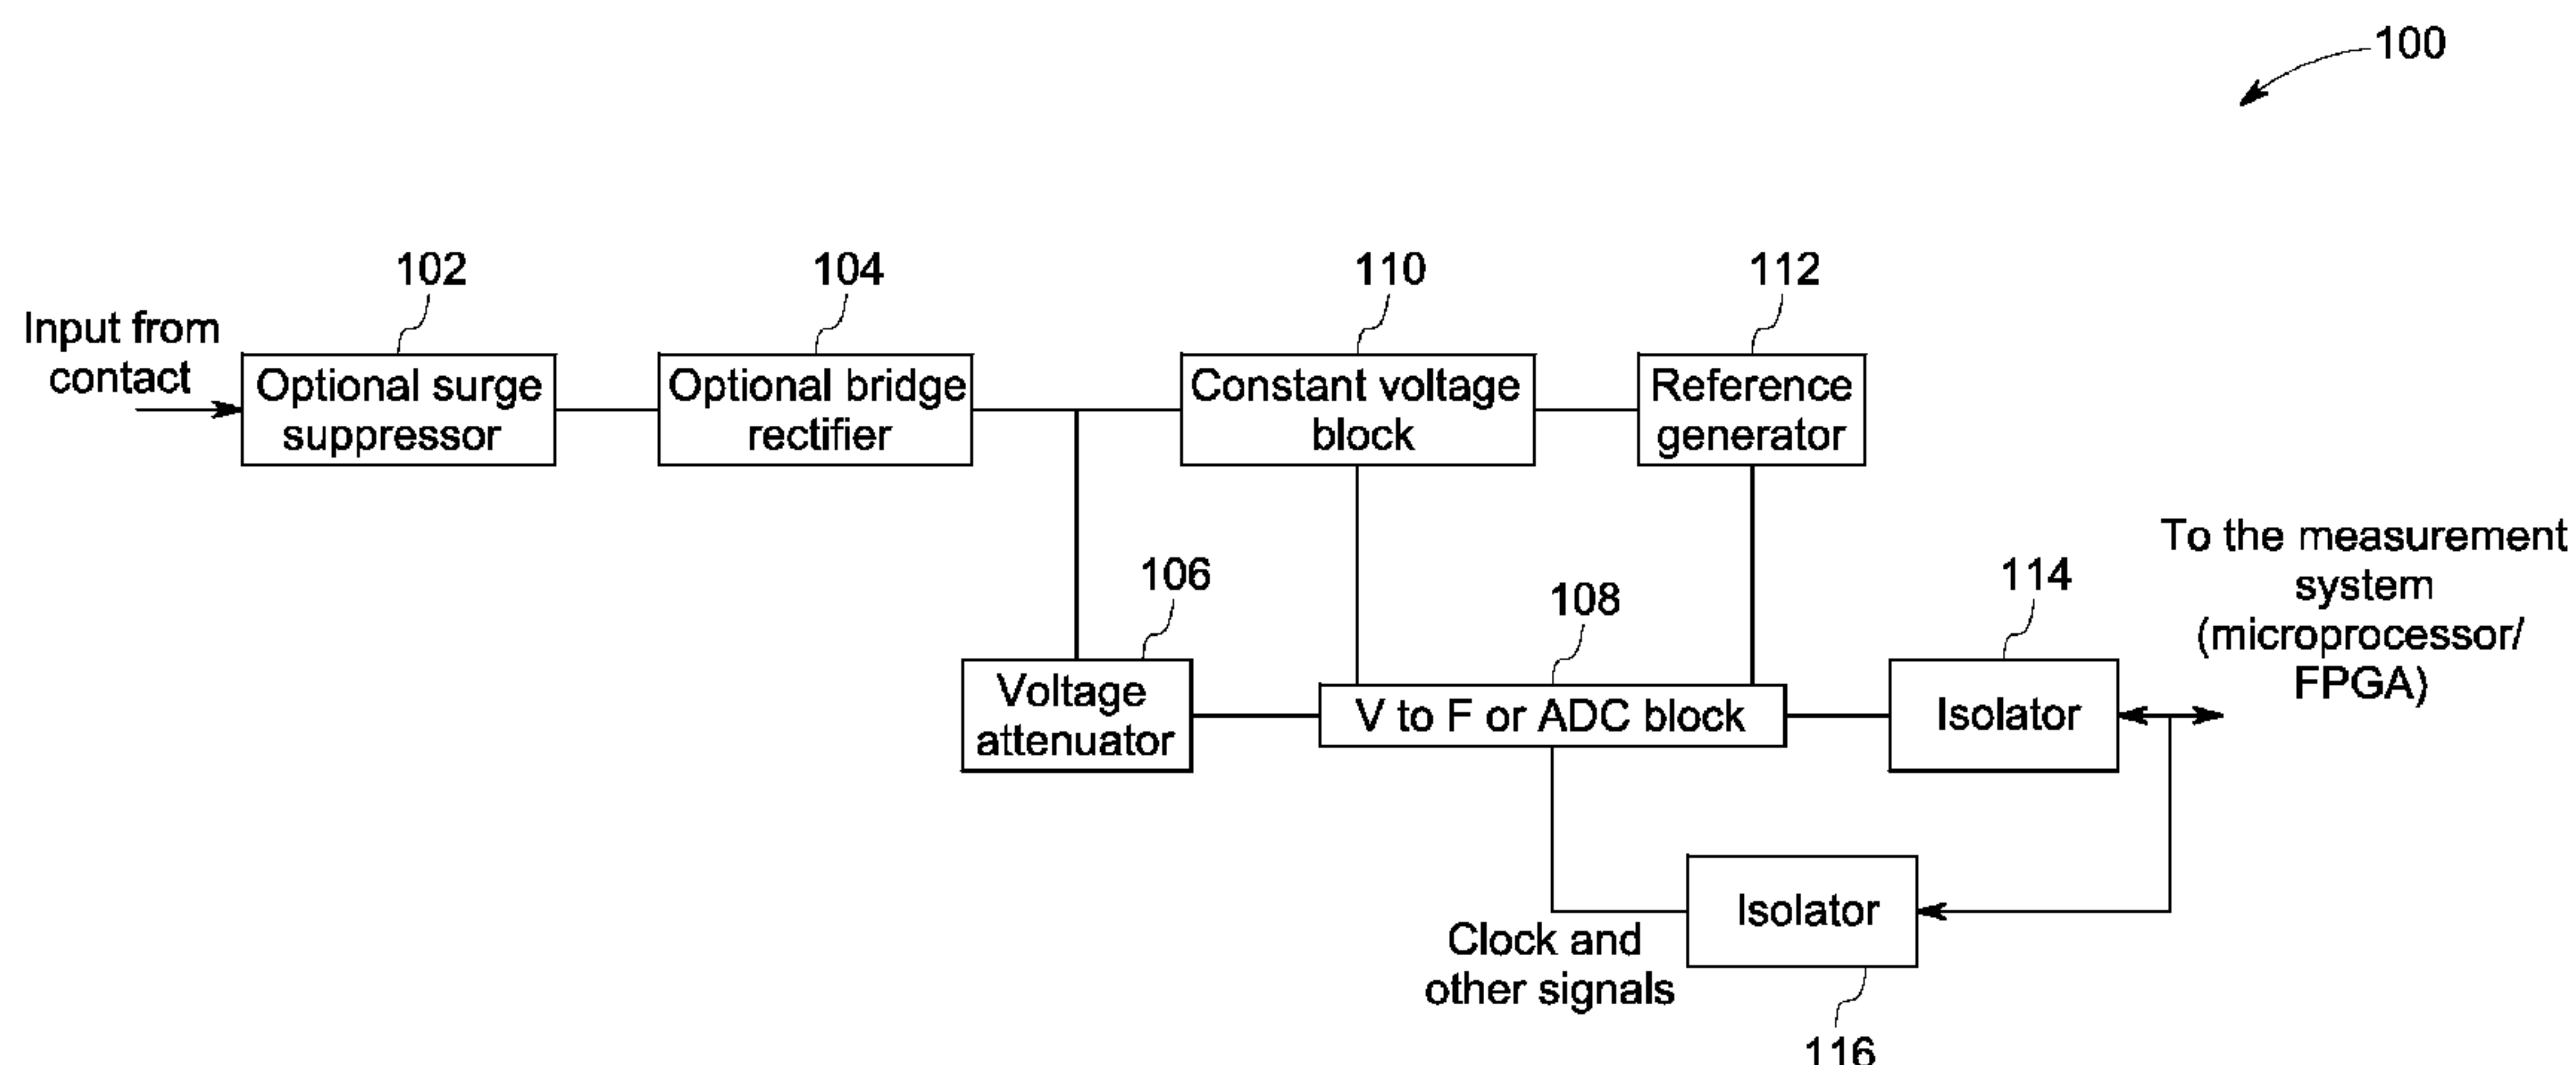 100
102
104
110
112
Input from
contact
Optional surge
suppressor
Optional bridge
rectifier
Constant voltage
block
Reference
generator
106
108
114
To the measurement
system
(microprocessor/
FPGA)
Voltage
attenuator
V to F or ADC block
Isolator
Isolator
Clock and
other signals
116